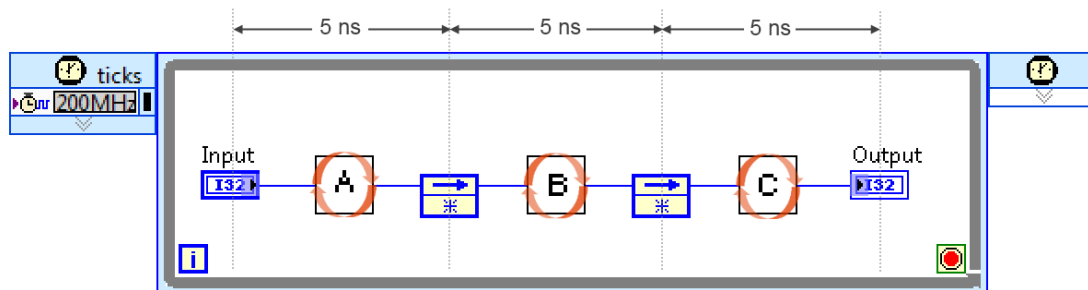 5 ns 5 ns 5 ns
ticks
200MHz
Input
Output
I32
A
B
C
I32
i